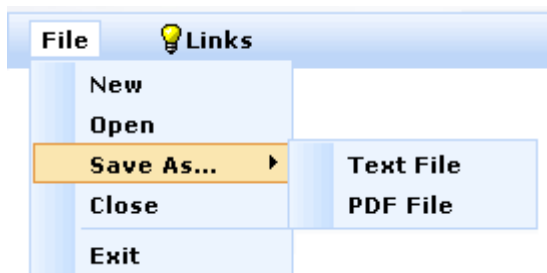 File Links
New
Open
Save As... Text File
Close PDF File
Exit